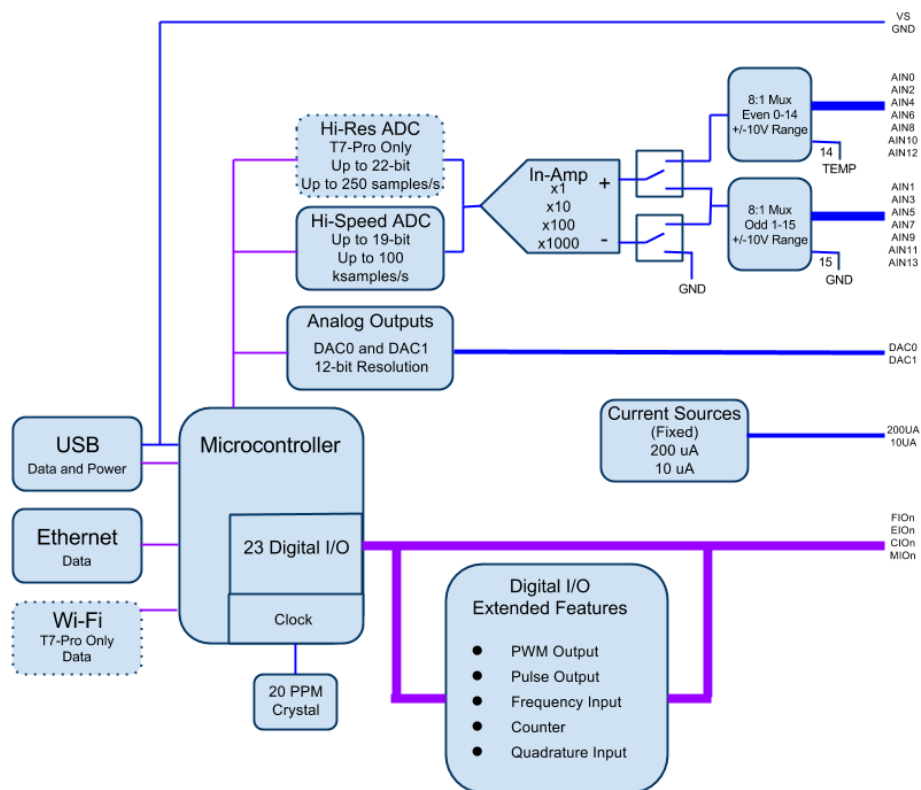 VS
GND
Hi-Res ADC
T7-Pro Only
Up to 22-bit
Up to 250 samples/s
Hi-Speed ADC
Up to 19-bit
Up to 100
ksamples/s
In-Amp
x1
x10
x100
x1000
+
-
GND
8:1 Mux
Even 0-14
+/-10V Range
14
TEMP
AIN0
AIN2
AIN4
AIN6
AIN8
AIN10
AIN12
8:1 Mux
Odd 1-15
+/-10V Range
15
GND
AIN1
AIN3
AIN5
AIN7
AIN9
AIN11
AIN13
Analog Outputs
DAC0 and DAC1
12-bit Resolution
DAC0
DAC1
Current Sources
(Fixed)
200 uA
10 uA
200UA
10UA
USB
Data and Power
Ethernet
Data
Wi-Fi
T7-Pro Only
Data
Microcontroller
23 Digital I/O
Clock
20 PPM
Crystal
FIOn
EIOn
CIOn
MIOn
Digital I/O
Extended Features
● PWM Output
● Pulse Output
● Frequency Input
● Counter
● Quadrature Input